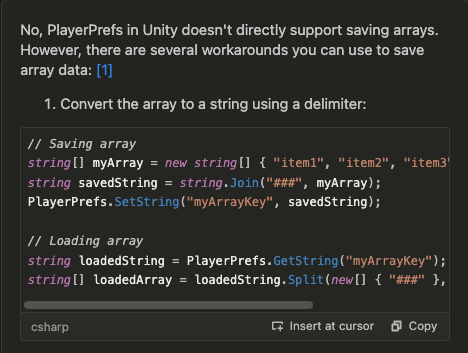 No, PlayerPrefs in Unity doesn't directly support saving arrays.
However, there are several workarounds you can use to save
array data: [1]
1. Convert the array to a string using a delimiter:
// Saving array
string[] myArray = new string[] { "item1", "item2", "item3"
string savedString = string.Join("###", myArray);
PlayerPrefs.SetString("myArrayKey", savedString);
// Loading array
string loadedString = PlayerPrefs.GetString("myArrayKey");
string[] loadedArray = loadedString.Split(new[] { "###" },
csharp Insert at cursor Copy